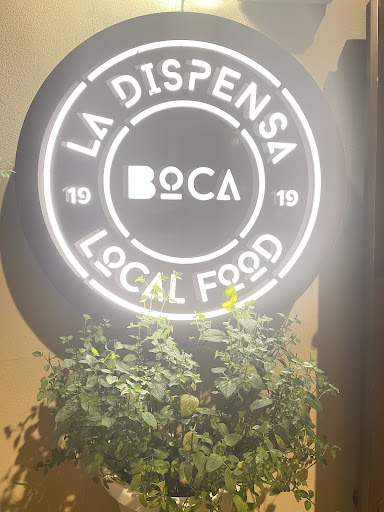 LA DISPENSA
19 BOCA 19
LOCAL FOOD